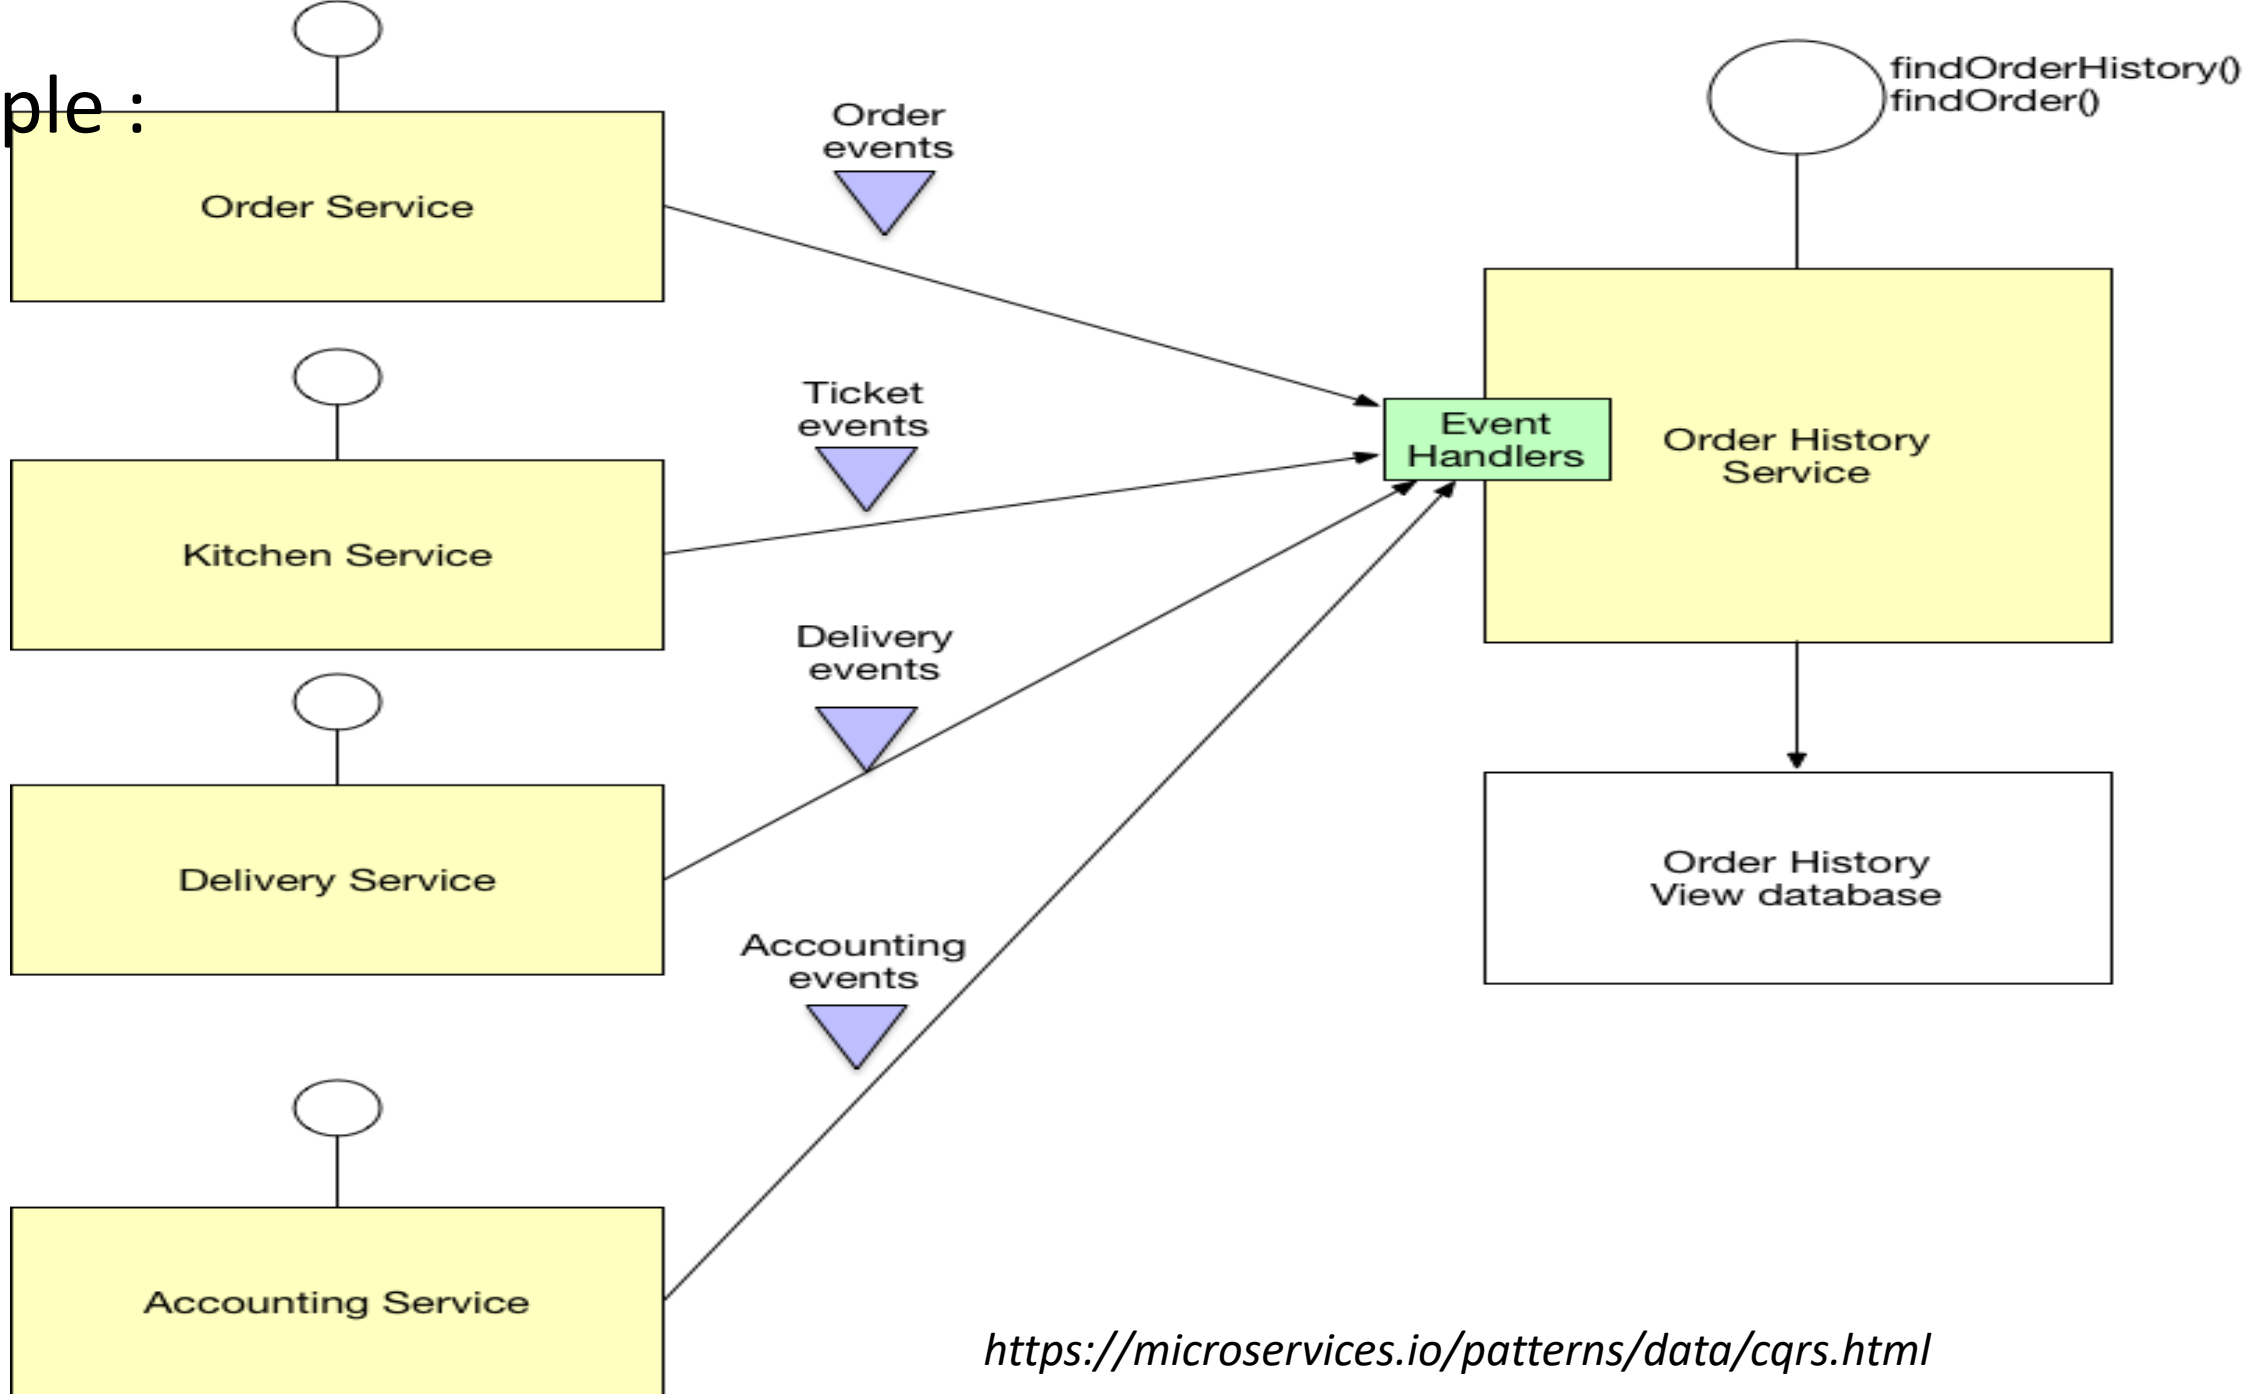 ple :
Order Service
Order
events
findOrderHistory()
findOrder()
Kitchen Service
Ticket
events
Event
Handlers
Order History
Service
Delivery Service
Delivery
events
Order History
View database
Accounting Service
Accounting
events
https://microservices.io/patterns/data/cqrs.html